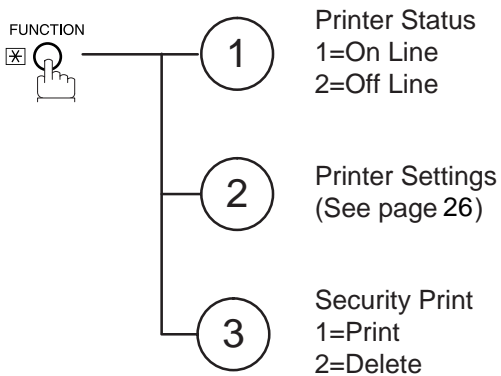 FUNCTION
1
Printer Status
1=On Line
2=Off Line
2
Printer Settings
(See page 26)
3
Security Print
1=Print
2=Delete